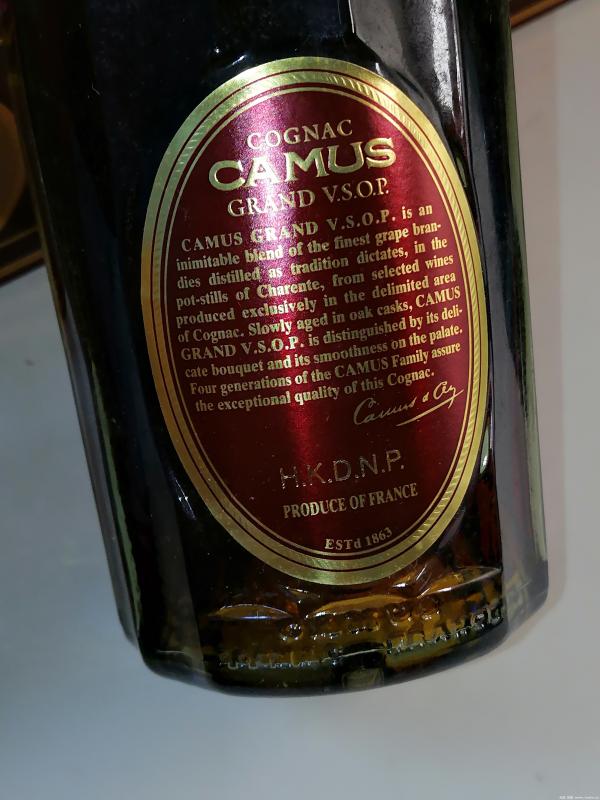 COGNAC
CAMUS
GRAND V.S.O.P.
CAMUS GRAND V.S.O.P. is an
inimitable blend of the finest grape bran-
dies distilled as tradition dictates, in the
pot-stills of Charente, from selected wines
produced exclusively in the delimited area
of Cognac. Slowly aged in oak casks, CAMUS
GRAND V.S.O.P. is distinguished by its deli-
cate bouquet and its smoothness on the palate.
Four generations of the CAMUS Family assure
the exceptional quality of this Cognac.
H.K.D.N.P.
PRODUCE OF FRANCE
ESTd 1863